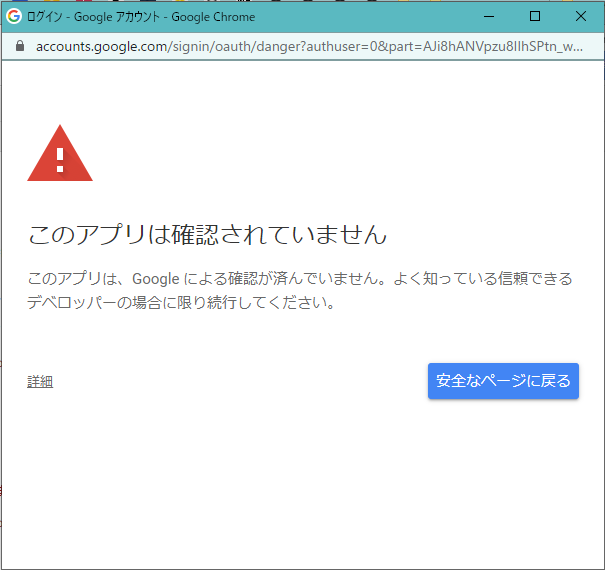 ログイン - Google アカウント - Google Chrome
accounts.google.com/signin/oauth/danger?authuser=0&part=AJi8hANVpzu8IIhSPtn_w...
このアプリは確認されていません
このアプリは、Google による確認が済んでいません。よく知っている信頼できる
デベロッパーの場合に限り続行してください。
詳細
安全なページに戻る